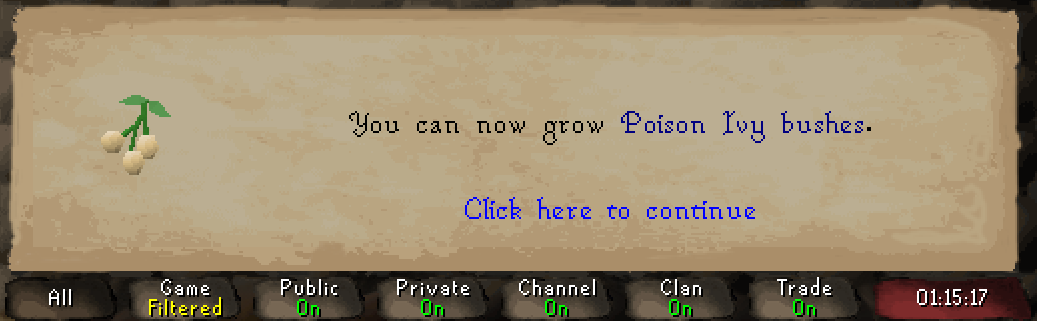 You can now grow Poison Ivy bushes.
Click here to continue
All
Game
Filtered
Public
On
Private
On
Channel
On
Clan
On
Trade
On
01:15:17